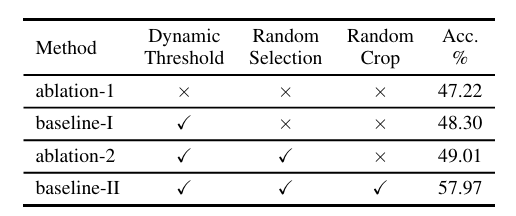 Method Dynamic Threshold Random Selection Random Crop Acc. %
ablation-1 × × × 47.22
baseline-I ✓ × × 48.30
ablation-2 ✓ ✓ × 49.01
baseline-II ✓ ✓ ✓ 57.97